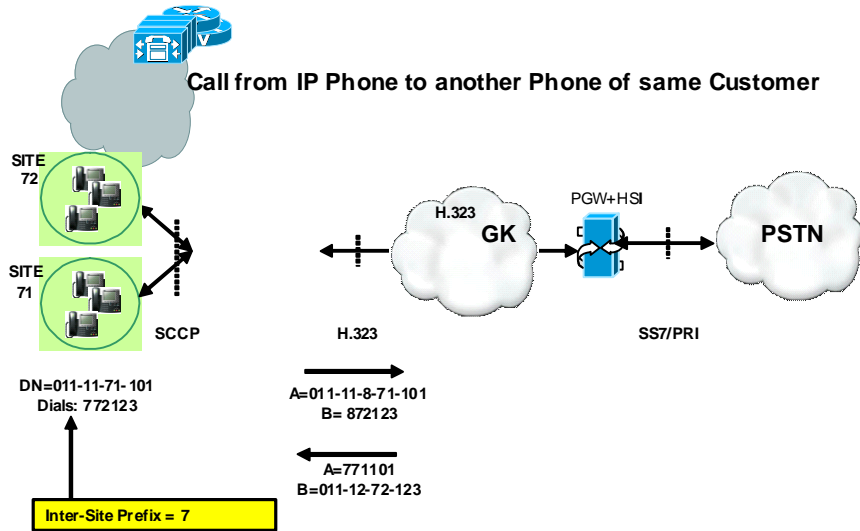 Call from IP Phone to another Phone of same Customer
SITE
72
SITE
71
SCCP
H.323
GK
PGW+HSI
PSTN
H.323
SS7/PRI
DN=011-11-71-101
Dials: 772123
A=011-11-8-71-101
B= 872123
A=771101
B=011-12-72-123
Inter-Site Prefix = 7